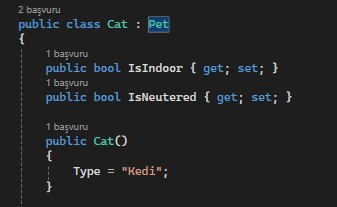 2 başvuru
public class Cat : Pet
{
1 başvuru
public bool IsIndoor { get; set; }
1 başvuru
public bool IsNeutered { get; set; }
1 başvuru
public Cat()
{
Type = "Kedi";
}